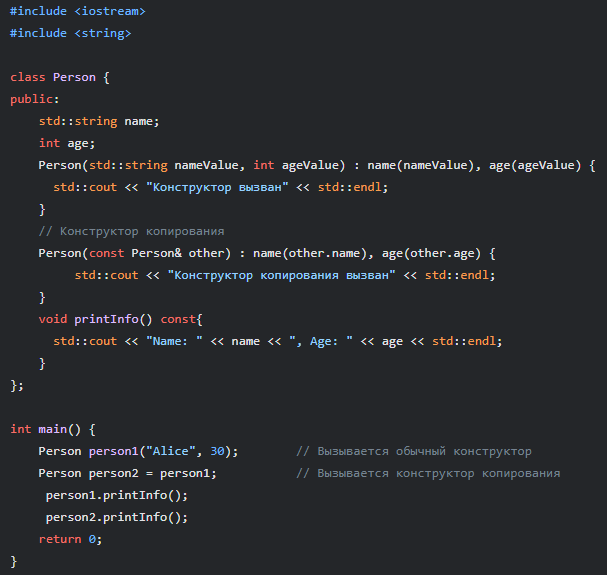 #include <iostream>
#include <string>

class Person {
public:
    std::string name;
    int age;
    Person(std::string nameValue, int ageValue) : name(nameValue), age(ageValue) {
      std::cout << "Конструктор вызван" << std::endl;
    }
    // Конструктор копирования
    Person(const Person& other) : name(other.name), age(other.age) {
         std::cout << "Конструктор копирования вызван" << std::endl;
    }
    void printInfo() const{
      std::cout << "Name: " << name << ", Age: " << age << std::endl;
    }
};

int main() {
    Person person1("Alice", 30);        // Вызывается обычный конструктор
    Person person2 = person1;           // Вызывается конструктор копирования
     person1.printInfo();
     person2.printInfo();
    return 0;
}